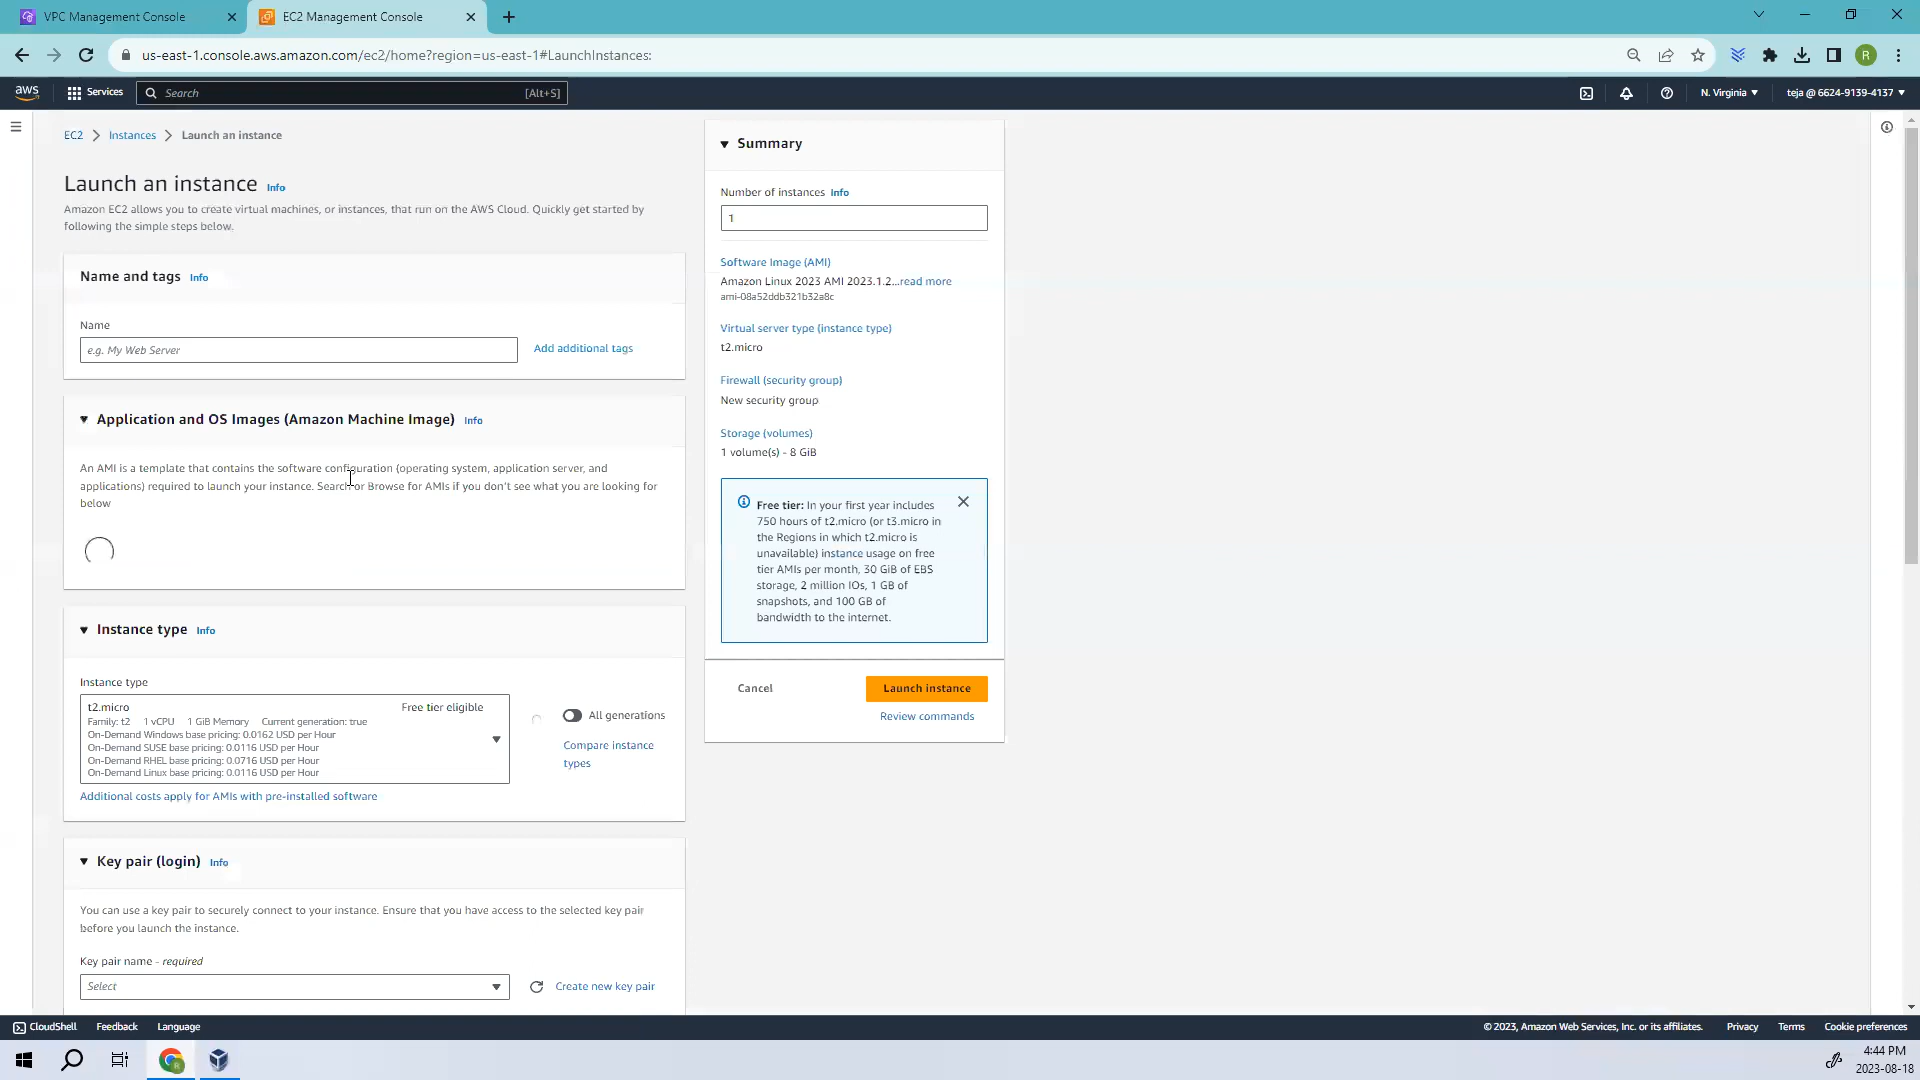 VPC Management Console
EC2 Management Console
us-east-1.console.aws.amazon.com/ec2/home?region=us-east-1#LaunchInstances:
R
aws
Services
Search
[Alt+S]
N. Virginia
teja @ 6624-9139-4137
EC2 > Instances > Launch an instance
Launch an instance Info
Amazon EC2 allows you to create virtual machines, or instances, that run on the AWS Cloud. Quickly get started by
following the simple steps below.
Name and tags Info
Name
e.g. My Web Server
Add additional tags
Application and OS Images (Amazon Machine Image) Info
An AMI is a template that contains the software configuration (operating system, application server, and
applications) required to launch your instance. Search or Browse for AMIs if you don't see what you are looking for
below
Instance type Info
Instance type
t2.micro Free tier eligible
Family: t2 1 vCPU 1 GiB Memory Current generation: true
On-Demand Windows base pricing: 0.0162 USD per Hour
On-Demand SUSE base pricing: 0.0116 USD per Hour
On-Demand RHEL base pricing: 0.0716 USD per Hour
On-Demand Linux base pricing: 0.0116 USD per Hour
All generations
Compare instance
types
Additional costs apply for AMIs with pre-installed software
Key pair (login) Info
You can use a key pair to securely connect to your instance. Ensure that you have access to the selected key pair
before you launch the instance.
Key pair name - required
Select
Create new key pair
Summary
Number of instances Info
1
Software Image (AMI)
Amazon Linux 2023 AMI 2023.1.2...read more
ami-08a52ddb321b32a8c
Virtual server type (instance type)
t2.micro
Firewall (security group)
New security group
Storage (volumes)
1 volume(s) - 8 GiB
Free tier: In your first year includes
750 hours of t2.micro (or t3.micro in
the Regions in which t2.micro is
unavailable) instance usage on free
tier AMIs per month, 30 GiB of EBS
storage, 2 million IOs, 1 GB of
snapshots, and 100 GB of
bandwidth to the internet.
Cancel
Launch instance
Review commands
CloudShell
Feedback
Language
© 2023, Amazon Web Services, Inc. or its affiliates.
Privacy
Terms
Cookie preferences
4:44 PM
2023-08-18